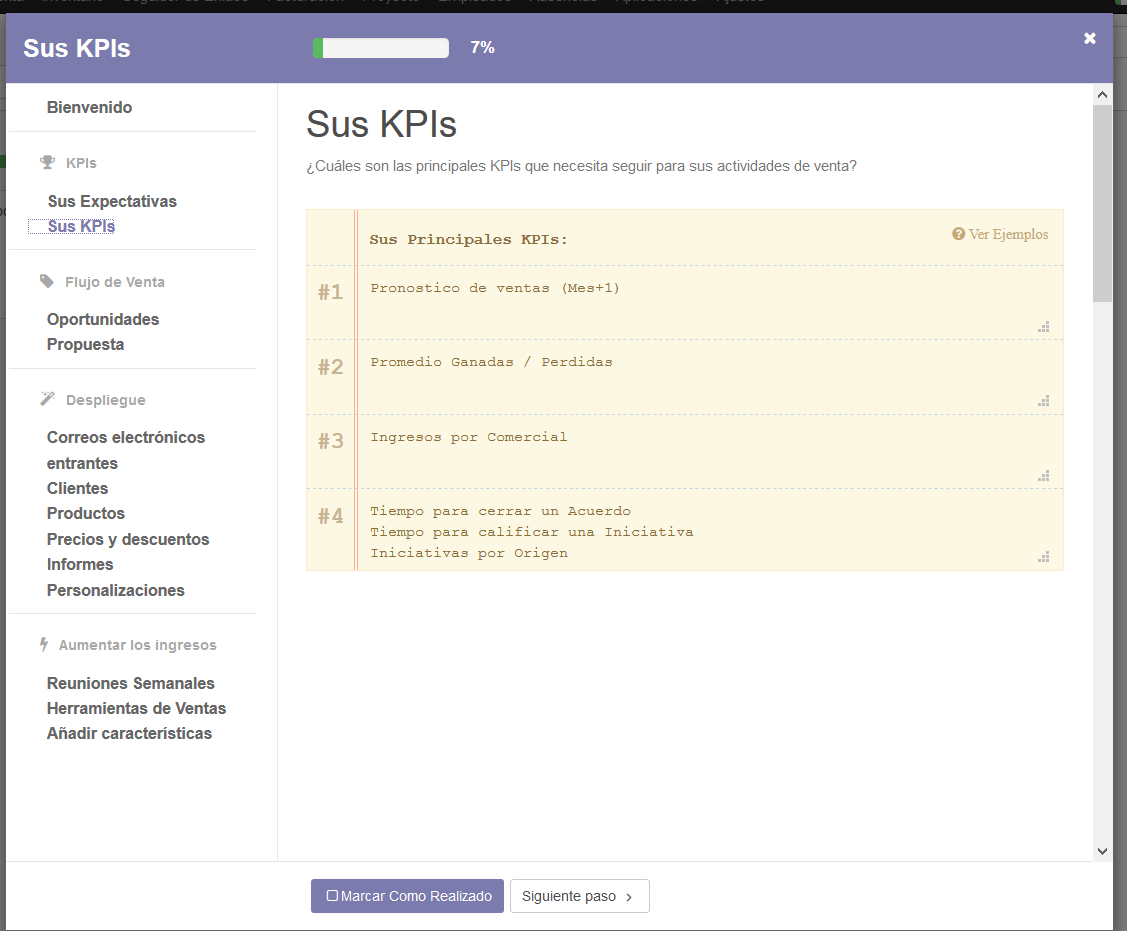 Sus KPIs
7%
Bienvenido
KPIs
Sus Expectativas
Sus KPIs
Flujo de Venta
Oportunidades
Propuesta
Despliegue
Correos electrónicos
entrantes
Clientes
Productos
Precios y descuentos
Informes
Personalizaciones
Aumentar los ingresos
Reuniones Semanales
Herramientas de Ventas
Añadir características
Sus KPIs
¿Cuáles son las principales KPIs que necesita seguir para sus actividades de venta?
Sus Principales KPIs:
Ver Ejemplos
#1 Pronostico de ventas (Mes+1)
#2 Promedio Ganadas / Perdidas
#3 Ingresos por Comercial
#4 Tiempo para cerrar un Acuerdo
Tiempo para calificar una Iniciativa
Iniciativas por Origen
Marcar Como Realizado
Siguiente paso